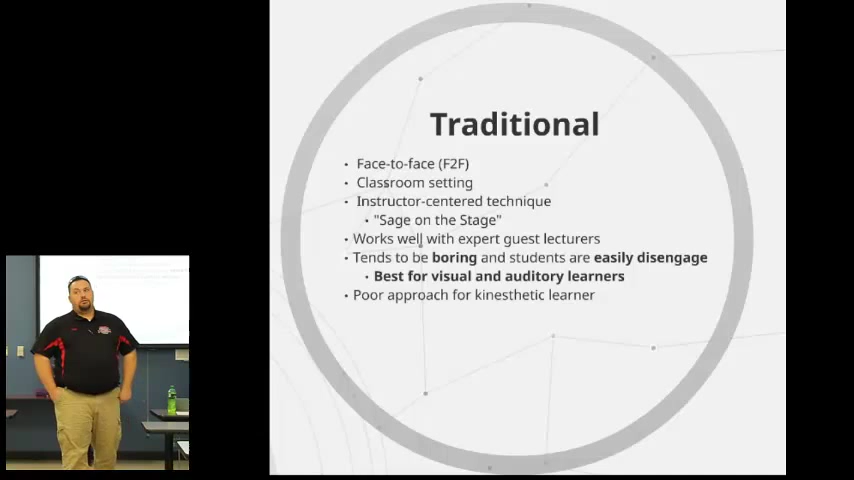 Traditional
• Face-to-face (F2F)
• Classroom setting
• Instructor-centered technique
• "Sage on the Stage"
• Works well with expert guest lecturers
• Tends to be boring and students are easily disengage
• Best for visual and auditory learners
• Poor approach for kinesthetic learner